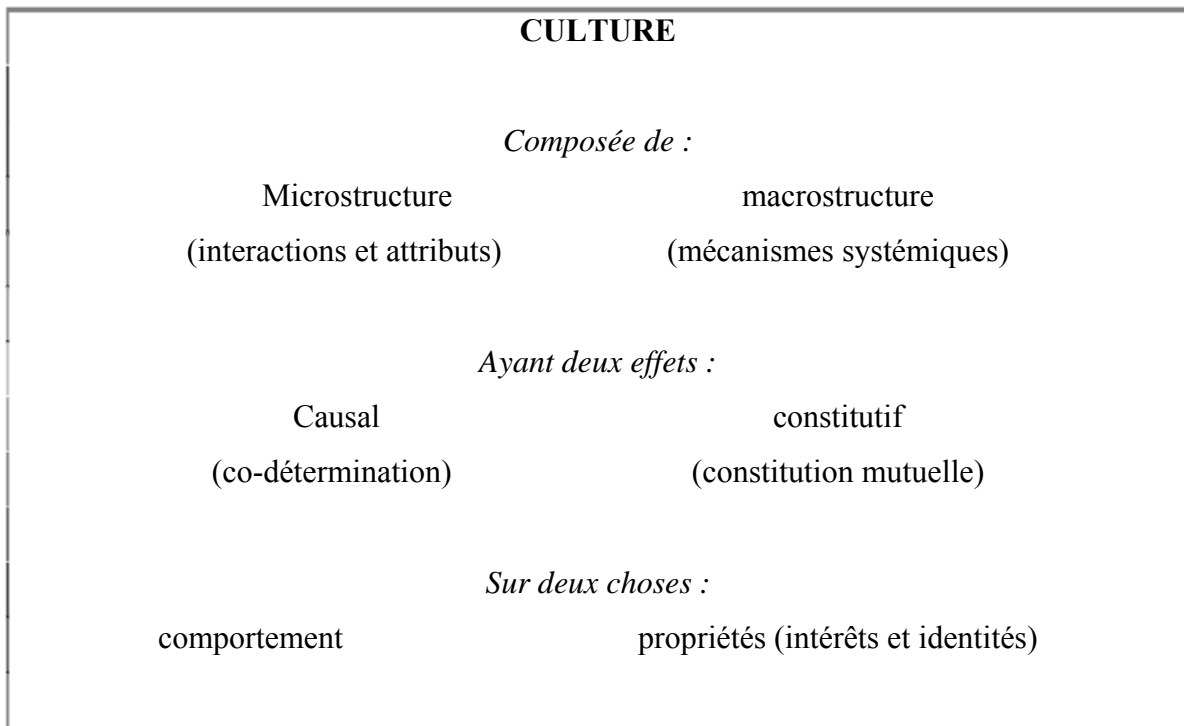 CULTURE
Composée de :
Microstructure macrostructure
(interactions et attributs) (mécanismes systémiques)
Ayant deux effets :
Causal constitutif
(co-détermination) (constitution mutuelle)
Sur deux choses :
comportement propriétés (intérêts et identités)